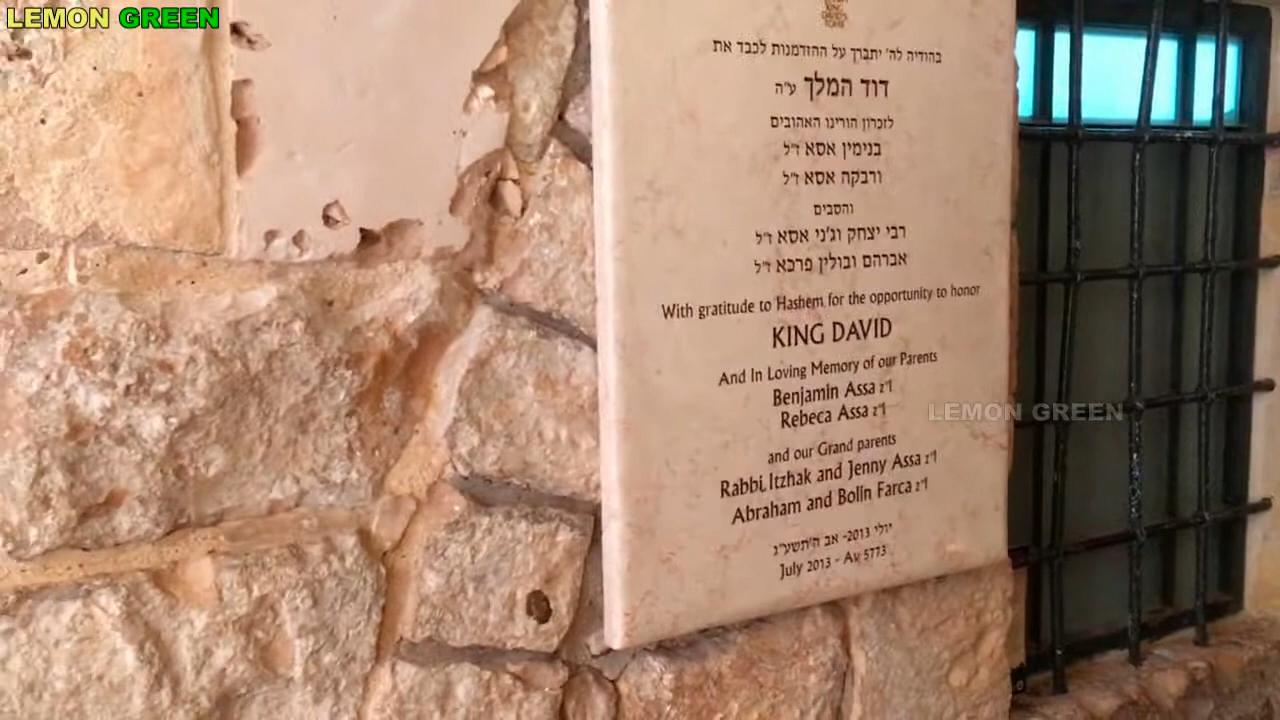 LEMON GREEN
בהודיה לה' יתברך על ההזדמנות לכבד את
דוד המלך ע"ה
לזכרון הורינו האהובים
בנימין אסא ז"ל
ורבקה אסא ז"ל
והסבים
רבי יצחק וג'ני אסא ז"ל
אברהם ובולין פרכא ז"ל
With gratitude to Hashem for the opportunity to honor
KING DAVID
And In Loving Memory of our Parents
Benjamin Assa z"l
Rebeca Assa z"l
LEMON GREEN
and our Grand parents
Rabbi Itzhak and Jenny Assa z"l
Abraham and Bolin Farca z"l
יולי 2013- אב ה'תשע"ג
July 2013 - Av 5773